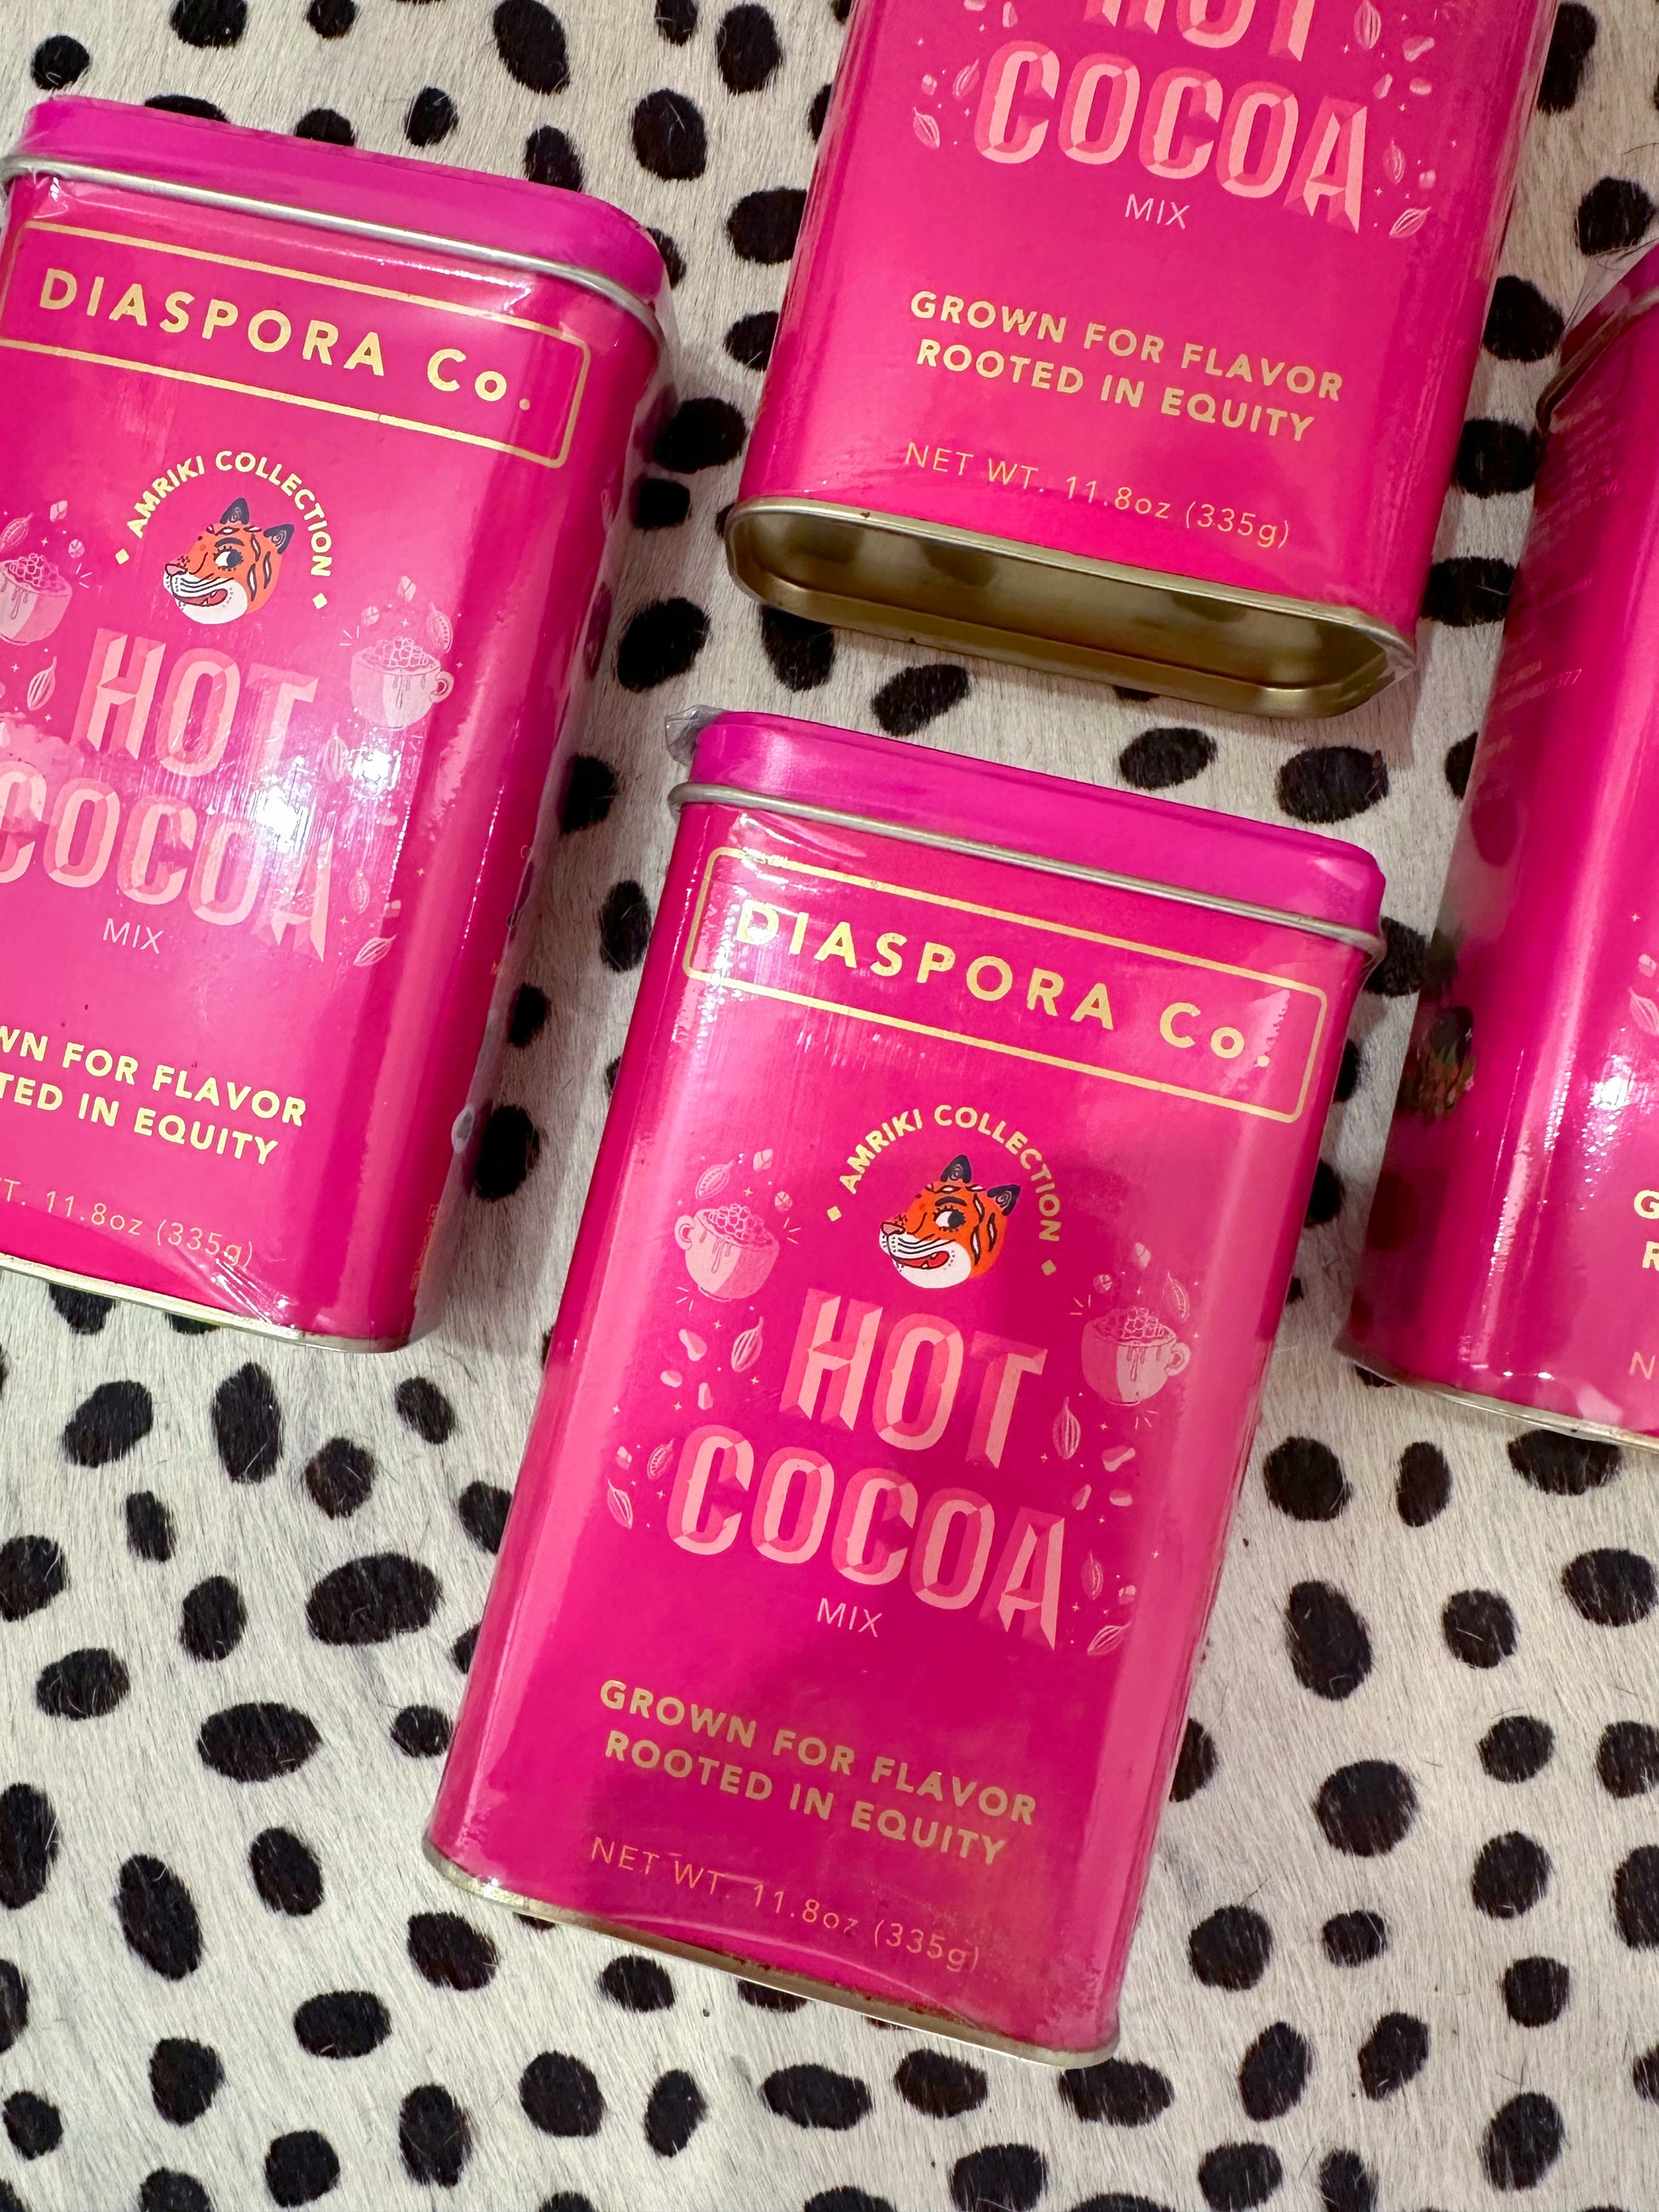 DIASPORA Co.
AMRIKI COLLECTION
HOT
COCOA
MIX
WN FOR FLAVOR
TED IN EQUITY
T. 11.8oz (335g)
HOT
COCOA
MIX
GROWN FOR FLAVOR
ROOTED IN EQUITY
NET WT. 11.8oz (335g)
DIASPORA Co.
AMRIKI COLLECTION
HOT
COCOA
MIX
GROWN FOR FLAVOR
ROOTED IN EQUITY
NET WT. 11.8oz (335g)
G
R
N